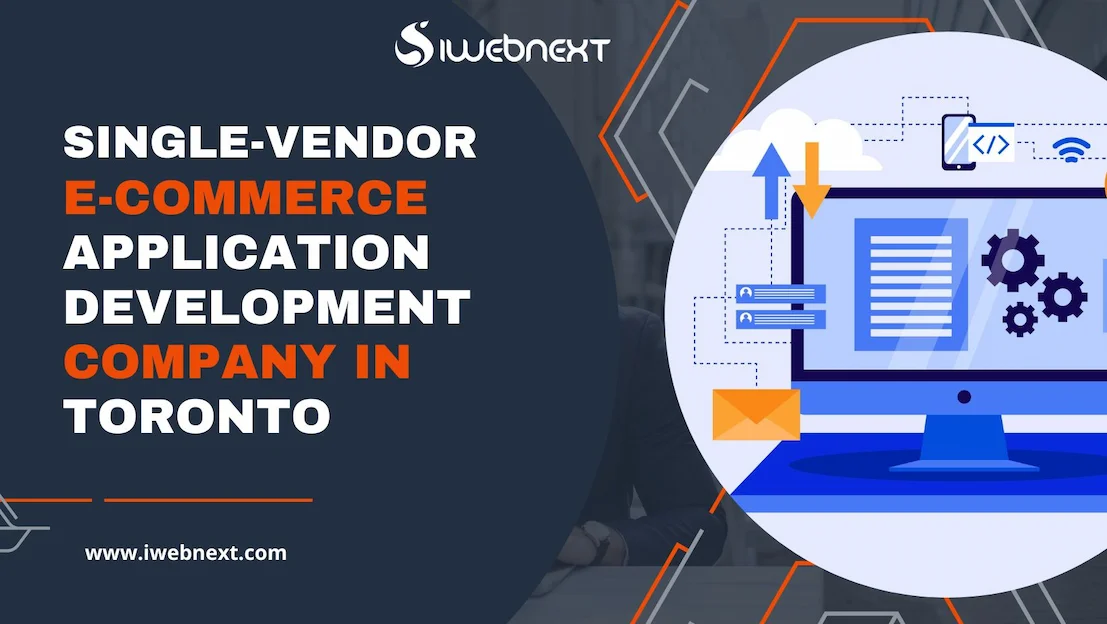 iWEBNEXT
SINGLE-VENDOR
E-COMMERCE
APPLICATION
DEVELOPMENT
COMPANY IN
TORONTO
</>
www.iwebnext.com